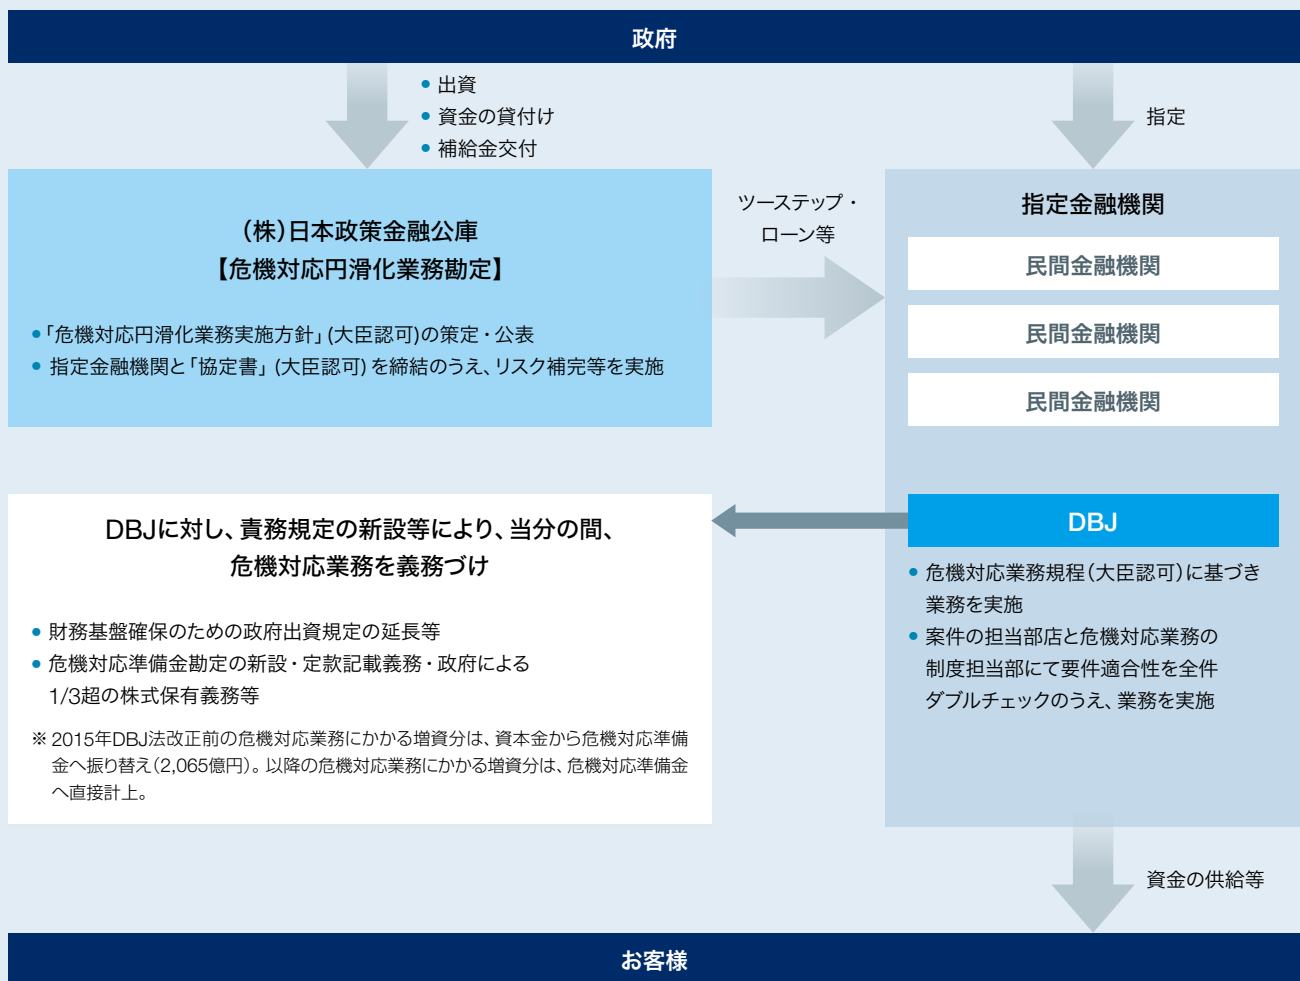 政府
● 出資
● 資金の貸付け
● 補給金交付
指定
(株)日本政策金融公庫
【危機対応円滑化業務勘定】
●「危機対応円滑化業務実施方針」(大臣認可)の策定・公表
● 指定金融機関と「協定書」(大臣認可)を締結のうえ、リスク補完等を実施
ツーステップ・
ローン等
指定金融機関
民間金融機関
民間金融機関
民間金融機関
DBJ
● 危機対応業務規程(大臣認可)に基づき
業務を実施
● 案件の担当部店と危機対応業務の
制度担当部にて要件適合性を全件
ダブルチェックのうえ、業務を実施
DBJに対し、責務規定の新設等により、当分の間、
危機対応業務を義務づけ
● 財務基盤確保のための政府出資規定の延長等
● 危機対応準備金勘定の新設・定款記載義務・政府による
1/3超の株式保有義務等
※ 2015年DBJ法改正前の危機対応業務にかかる増資分は、資本金から危機対応準備
金へ振り替え(2,065億円)。以降の危機対応業務にかかる増資分は、危機対応準備金
へ直接計上。
資金の供給等
お客様